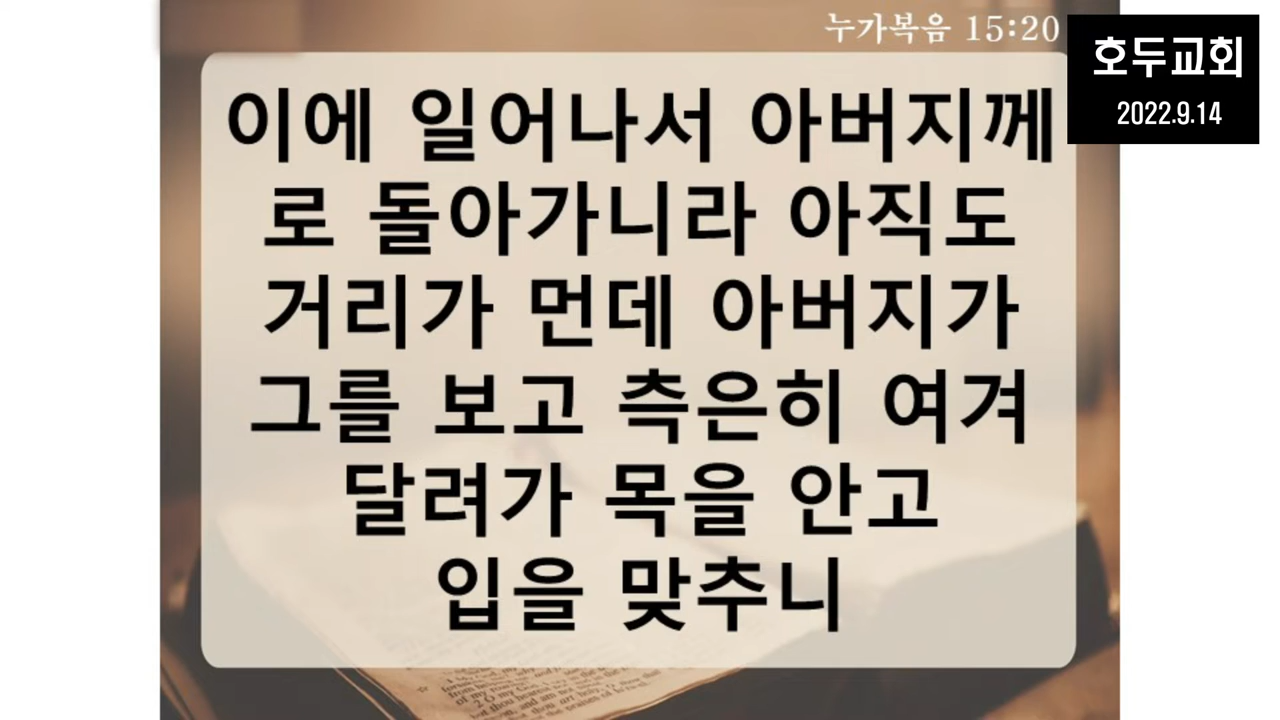 누가복음 15:20
호두교회
2022.9.14
이에 일어나서 아버지께
로 돌아가니라 아직도
거리가 먼데 아버지가
그를 보고 측은히 여겨
달려가 목을 안고
입을 맞추니